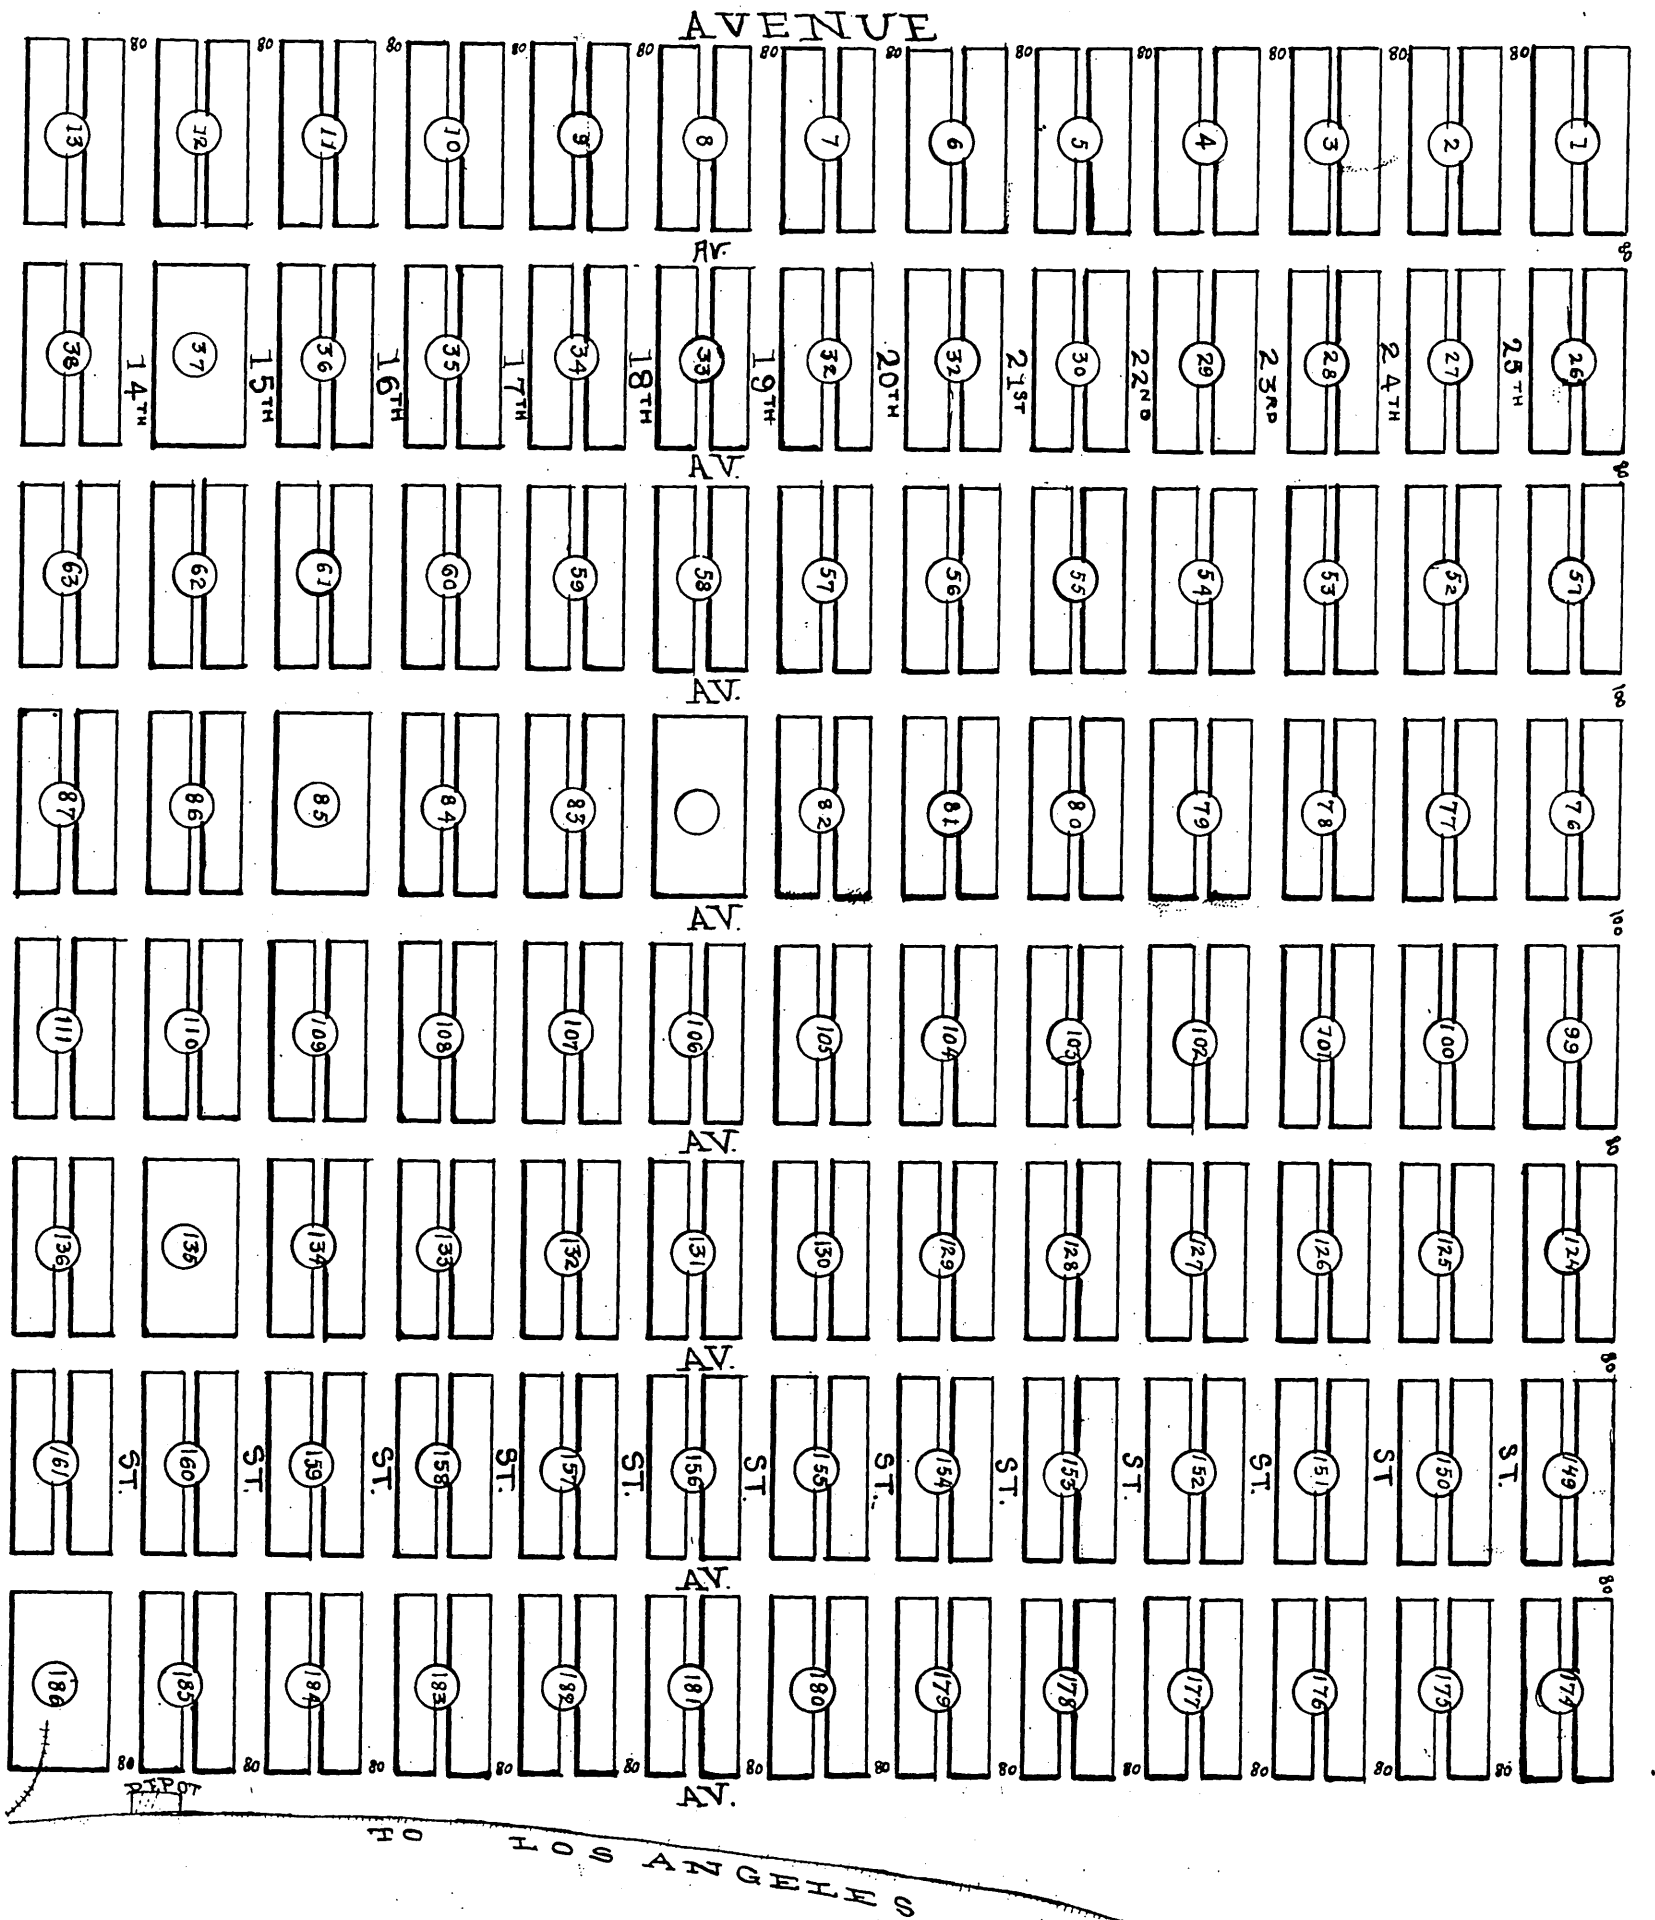 AVENUE
80 80 80 80 80 80 80 80 80 80 80 80
13 12 11 10 9 8 7 6 5 4 3 2 1
AV. 80
38 37 36 35 34 33 32 32 30 29 28 27 26
14TH 15TH 16TH 17TH 18TH 19TH 20TH 21ST 22ND 23RD 24TH 25TH
AV. 80
63 62 61 60 59 58 57 56 55 54 53 52 51
AV. 100
87 86 85 84 83 82 81 80 79 78 77 76
AV. 100
111 110 109 108 107 106 105 104 103 102 101 100 99
AV. 80
136 135 134 133 132 131 130 129 128 127 126 125 124
AV. 80
161 160 159 158 157 156 155 154 153 152 151 150 149
ST. ST. ST. ST. ST. ST. ST. ST. ST. ST. ST ST.
AV. 80
186 185 184 183 182 181 180 179 178 177 176 175 174
80 80 80 80 80 80 80 80 80 80 80 80
AV.
DEPOT
TO LOS ANGELES